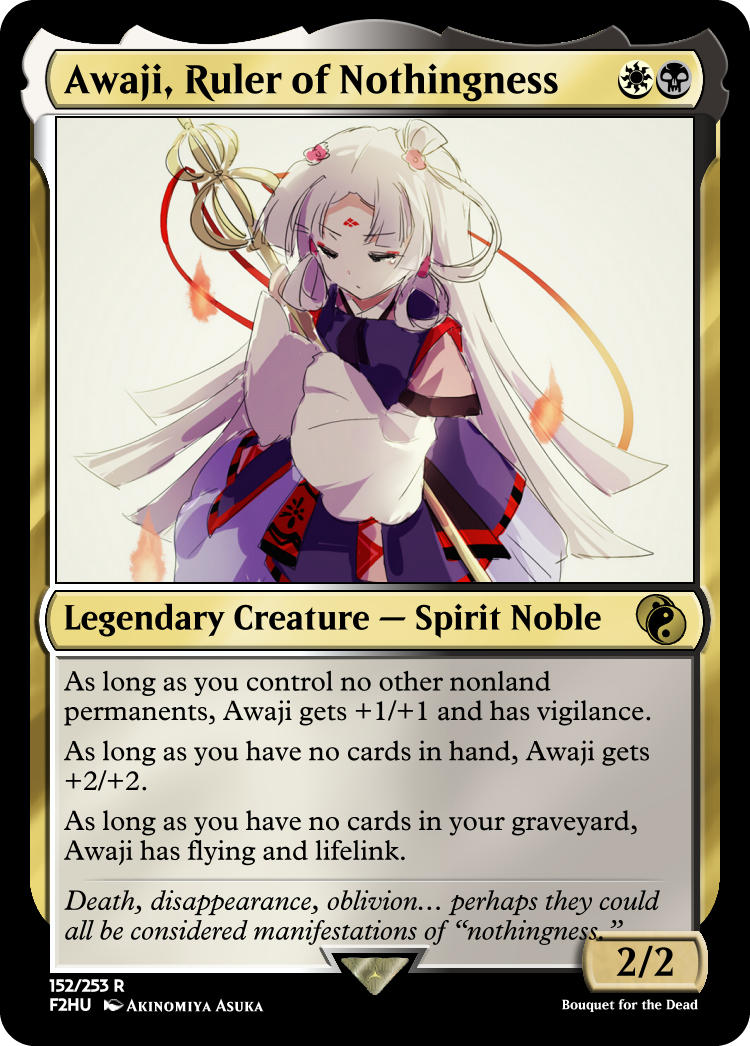 Awaji, Ruler of Nothingness
Legendary Creature — Spirit Noble
As long as you control no other nonland
permanents, Awaji gets +1/+1 and has vigilance.
As long as you have no cards in hand, Awaji gets
+2/+2.
As long as you have no cards in your graveyard,
Awaji has flying and lifelink.
Death, disappearance, oblivion… perhaps they could
all be considered manifestations of “nothingness.”
2/2
152/253 R
F2HU Akinomiya Asuka
Bouquet for the Dead